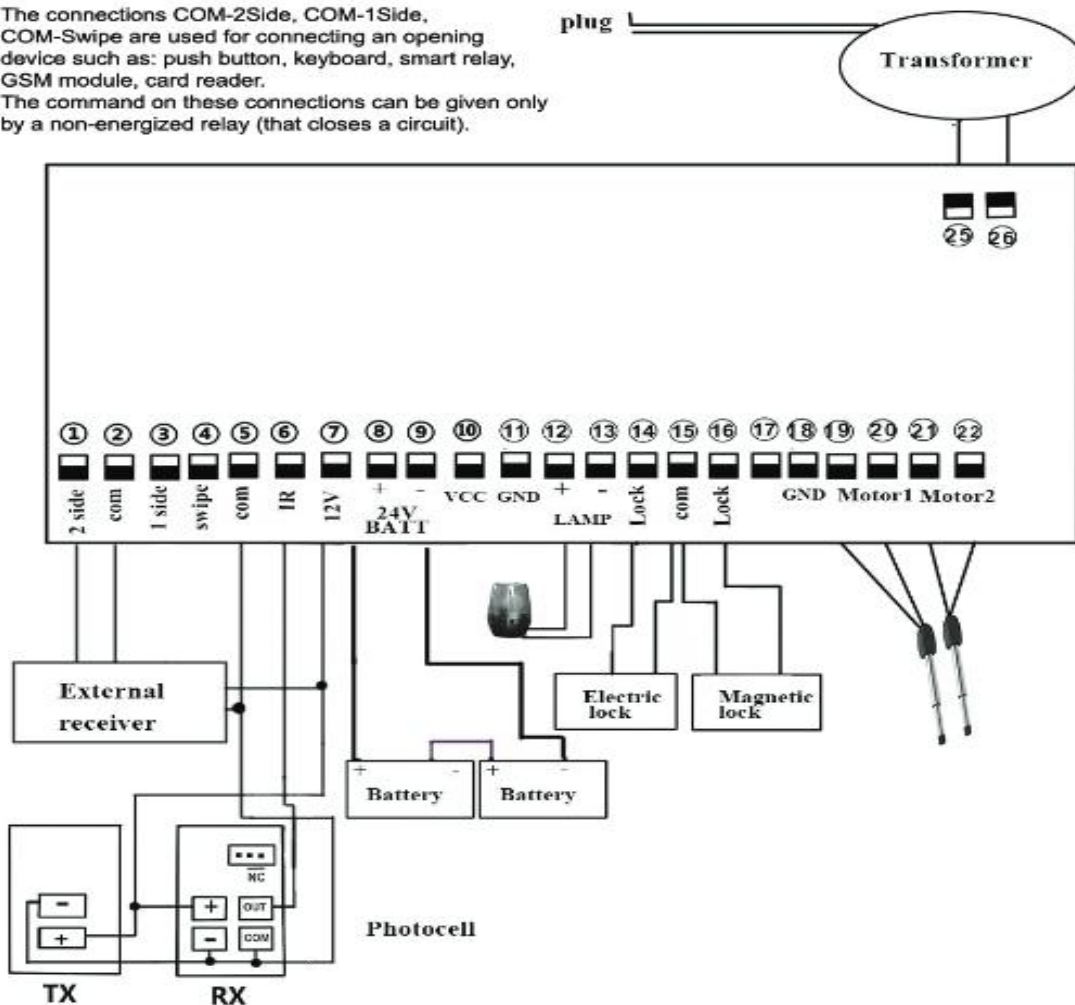 The connections COM-2Side, COM-1Side,
COM-Swipe are used for connecting an opening
device such as: push button, keyboard, smart relay,
GSM module, card reader.
The command on these connections can be given only
by a non-energized relay (that closes a circuit).
plug
Transformer
25 26
1 2 3 4 5 6 7 8 9 10 11 12 13 14 15 16 17 18 19 20 21 22
2 side com 1 side swipe com IR 12V + - VCC GND + - Lock com Lock GND Motor1 Motor2
24V
BATT
LAMP
External
receiver
Electric
lock
Magnetic
lock
+ - + -
Battery Battery
NC
- + OUT
+ - COM
Photocell
TX RX